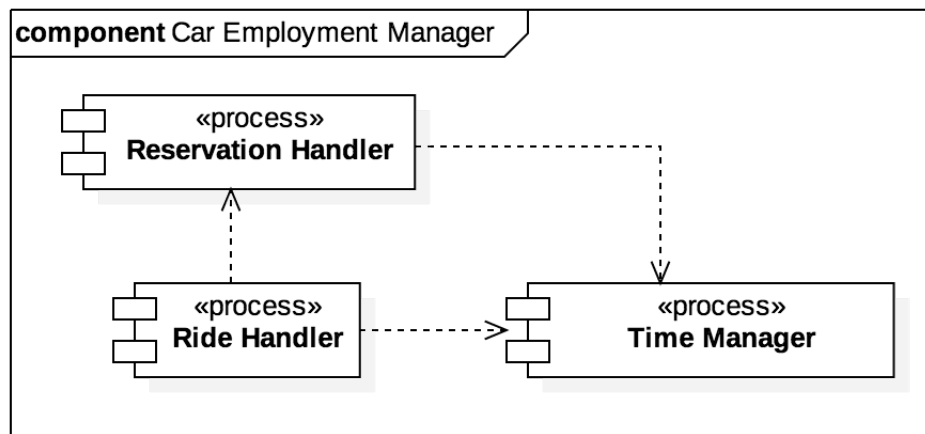 component Car Employment Manager
«process»
Reservation Handler
«process»
Ride Handler
«process»
Time Manager